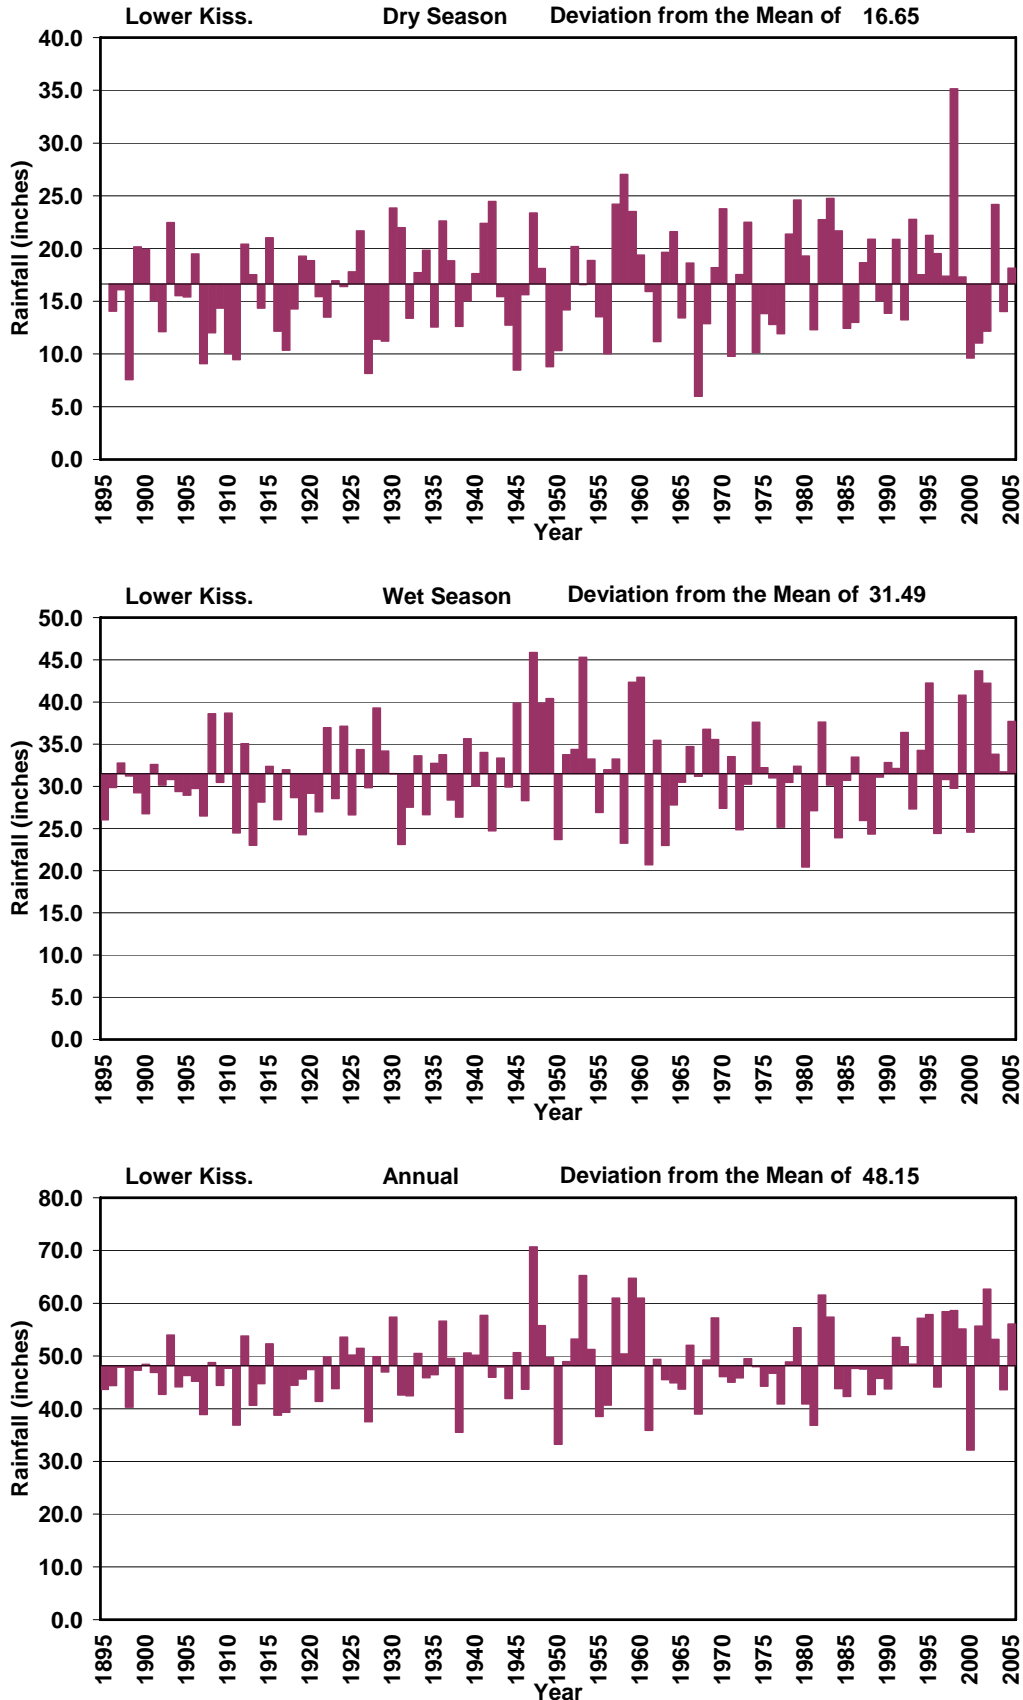 Lower Kiss. Dry Season Deviation from the Mean of 16.65
40.0
35.0
30.0
25.0
20.0
15.0
10.0
5.0
0.0
Rainfall (inches)
1895 1900 1905 1910 1915 1920 1925 1930 1935 1940 1945 1950 1955 1960 1965 1970 1975 1980 1985 1990 1995 2000 2005
Year
Lower Kiss. Wet Season Deviation from the Mean of 31.49
50.0
45.0
40.0
35.0
30.0
25.0
20.0
15.0
10.0
5.0
0.0
Rainfall (inches)
1895 1900 1905 1910 1915 1920 1925 1930 1935 1940 1945 1950 1955 1960 1965 1970 1975 1980 1985 1990 1995 2000 2005
Year
Lower Kiss. Annual Deviation from the Mean of 48.15
80.0
70.0
60.0
50.0
40.0
30.0
20.0
10.0
0.0
Rainfall (inches)
1895 1900 1905 1910 1915 1920 1925 1930 1935 1940 1945 1950 1955 1960 1965 1970 1975 1980 1985 1990 1995 2000 2005
Year